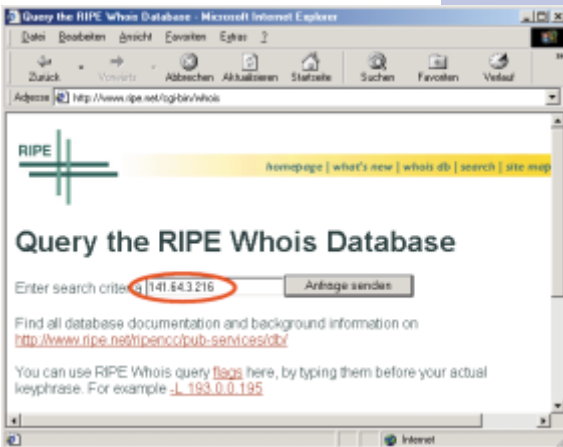 Query the RIPE Whois Database - Microsoft Internet Explorer
Datei Bearbeiten Ansicht Favoriten Extras ?
Zurück Vorwärts Abbrechen Aktualisieren Startseite Suchen Favoriten Verlauf
Adresse http://www.ripe.net/cgi-bin/whois
RIPE
homepage | what's new | whois db | search | site map
Query the RIPE Whois Database
Enter search criteria 141.64.3.216 Anfrage senden
Find all database documentation and background information on
http://www.ripe.net/ripencc/pub-services/db/
You can use RIPE Whois query flags here, by typing them before your actual
keyphrase. For example -L 193.0.0.195
Internet